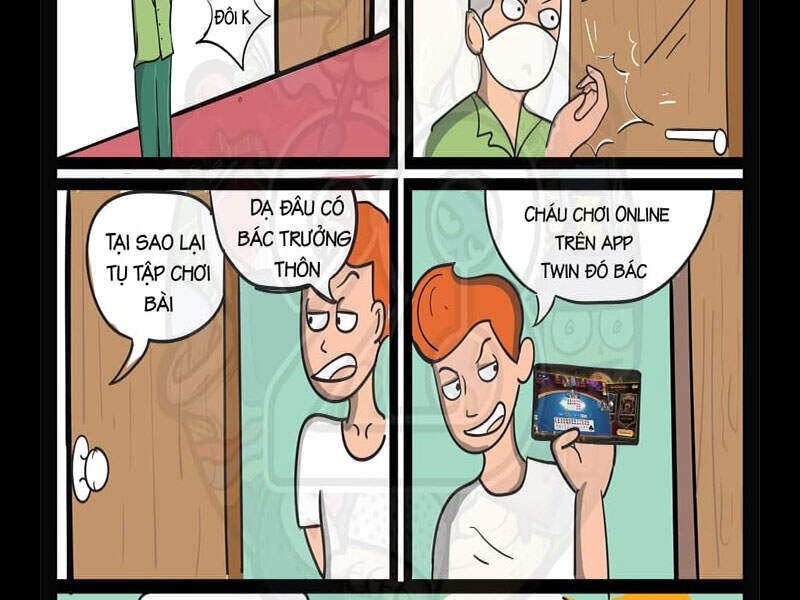 ĐÔI K
TẠI SAO LẠI
TỤ TẬP CHƠI
BÀI
DẠ ĐÂU CÓ
BÁC TRƯỞNG
THÔN
CHÁU CHƠI ONLINE
TRÊN APP
TWIN ĐÓ BÁC